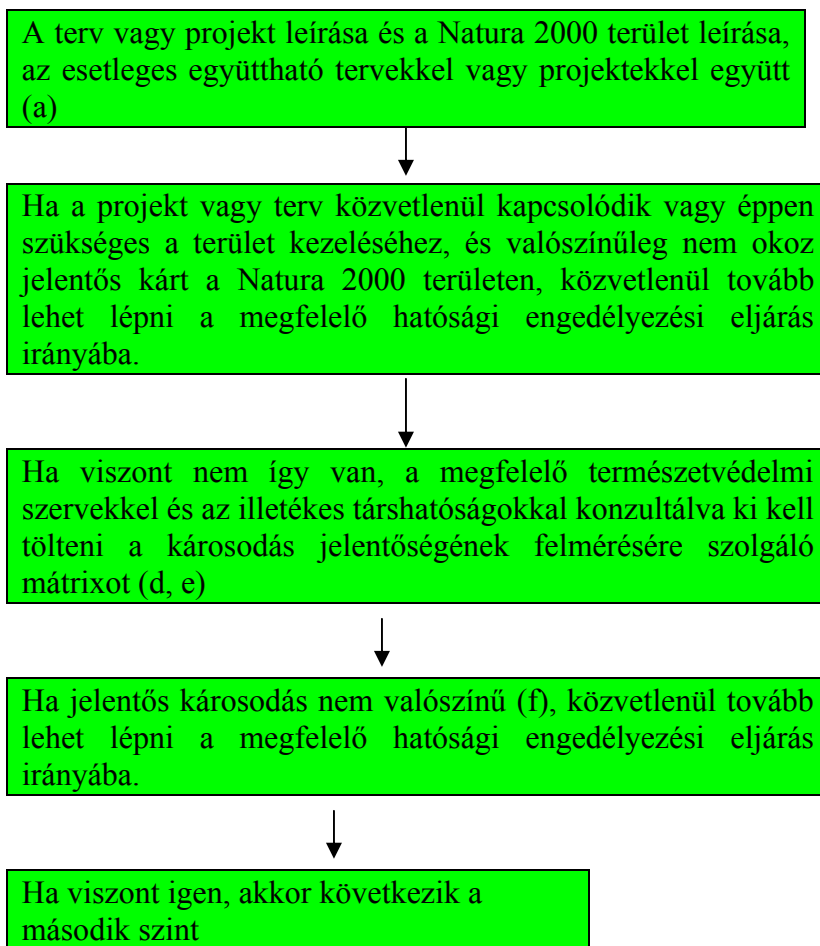 A terv vagy projekt leírása és a Natura 2000 terület leírása,
az esetleges együttható tervekkel vagy projektekkel együtt
(a)
Ha a projekt vagy terv közvetlenül kapcsolódik vagy éppen
szükséges a terület kezeléséhez, és valószínűleg nem okoz
jelentős kárt a Natura 2000 területen, közvetlenül tovább
lehet lépni a megfelelő hatósági engedélyezési eljárás
irányába.
Ha viszont nem így van, a megfelelő természetvédelmi
szervekkel és az illetékes társhatóságokkal konzultálva ki kell
tölteni a károsodás jelentőségének felmérésére szolgáló
mátrixot (d, e)
Ha jelentős károsodás nem valószínű (f), közvetlenül tovább
lehet lépni a megfelelő hatósági engedélyezési eljárás
irányába.
Ha viszont igen, akkor következik a
második szint